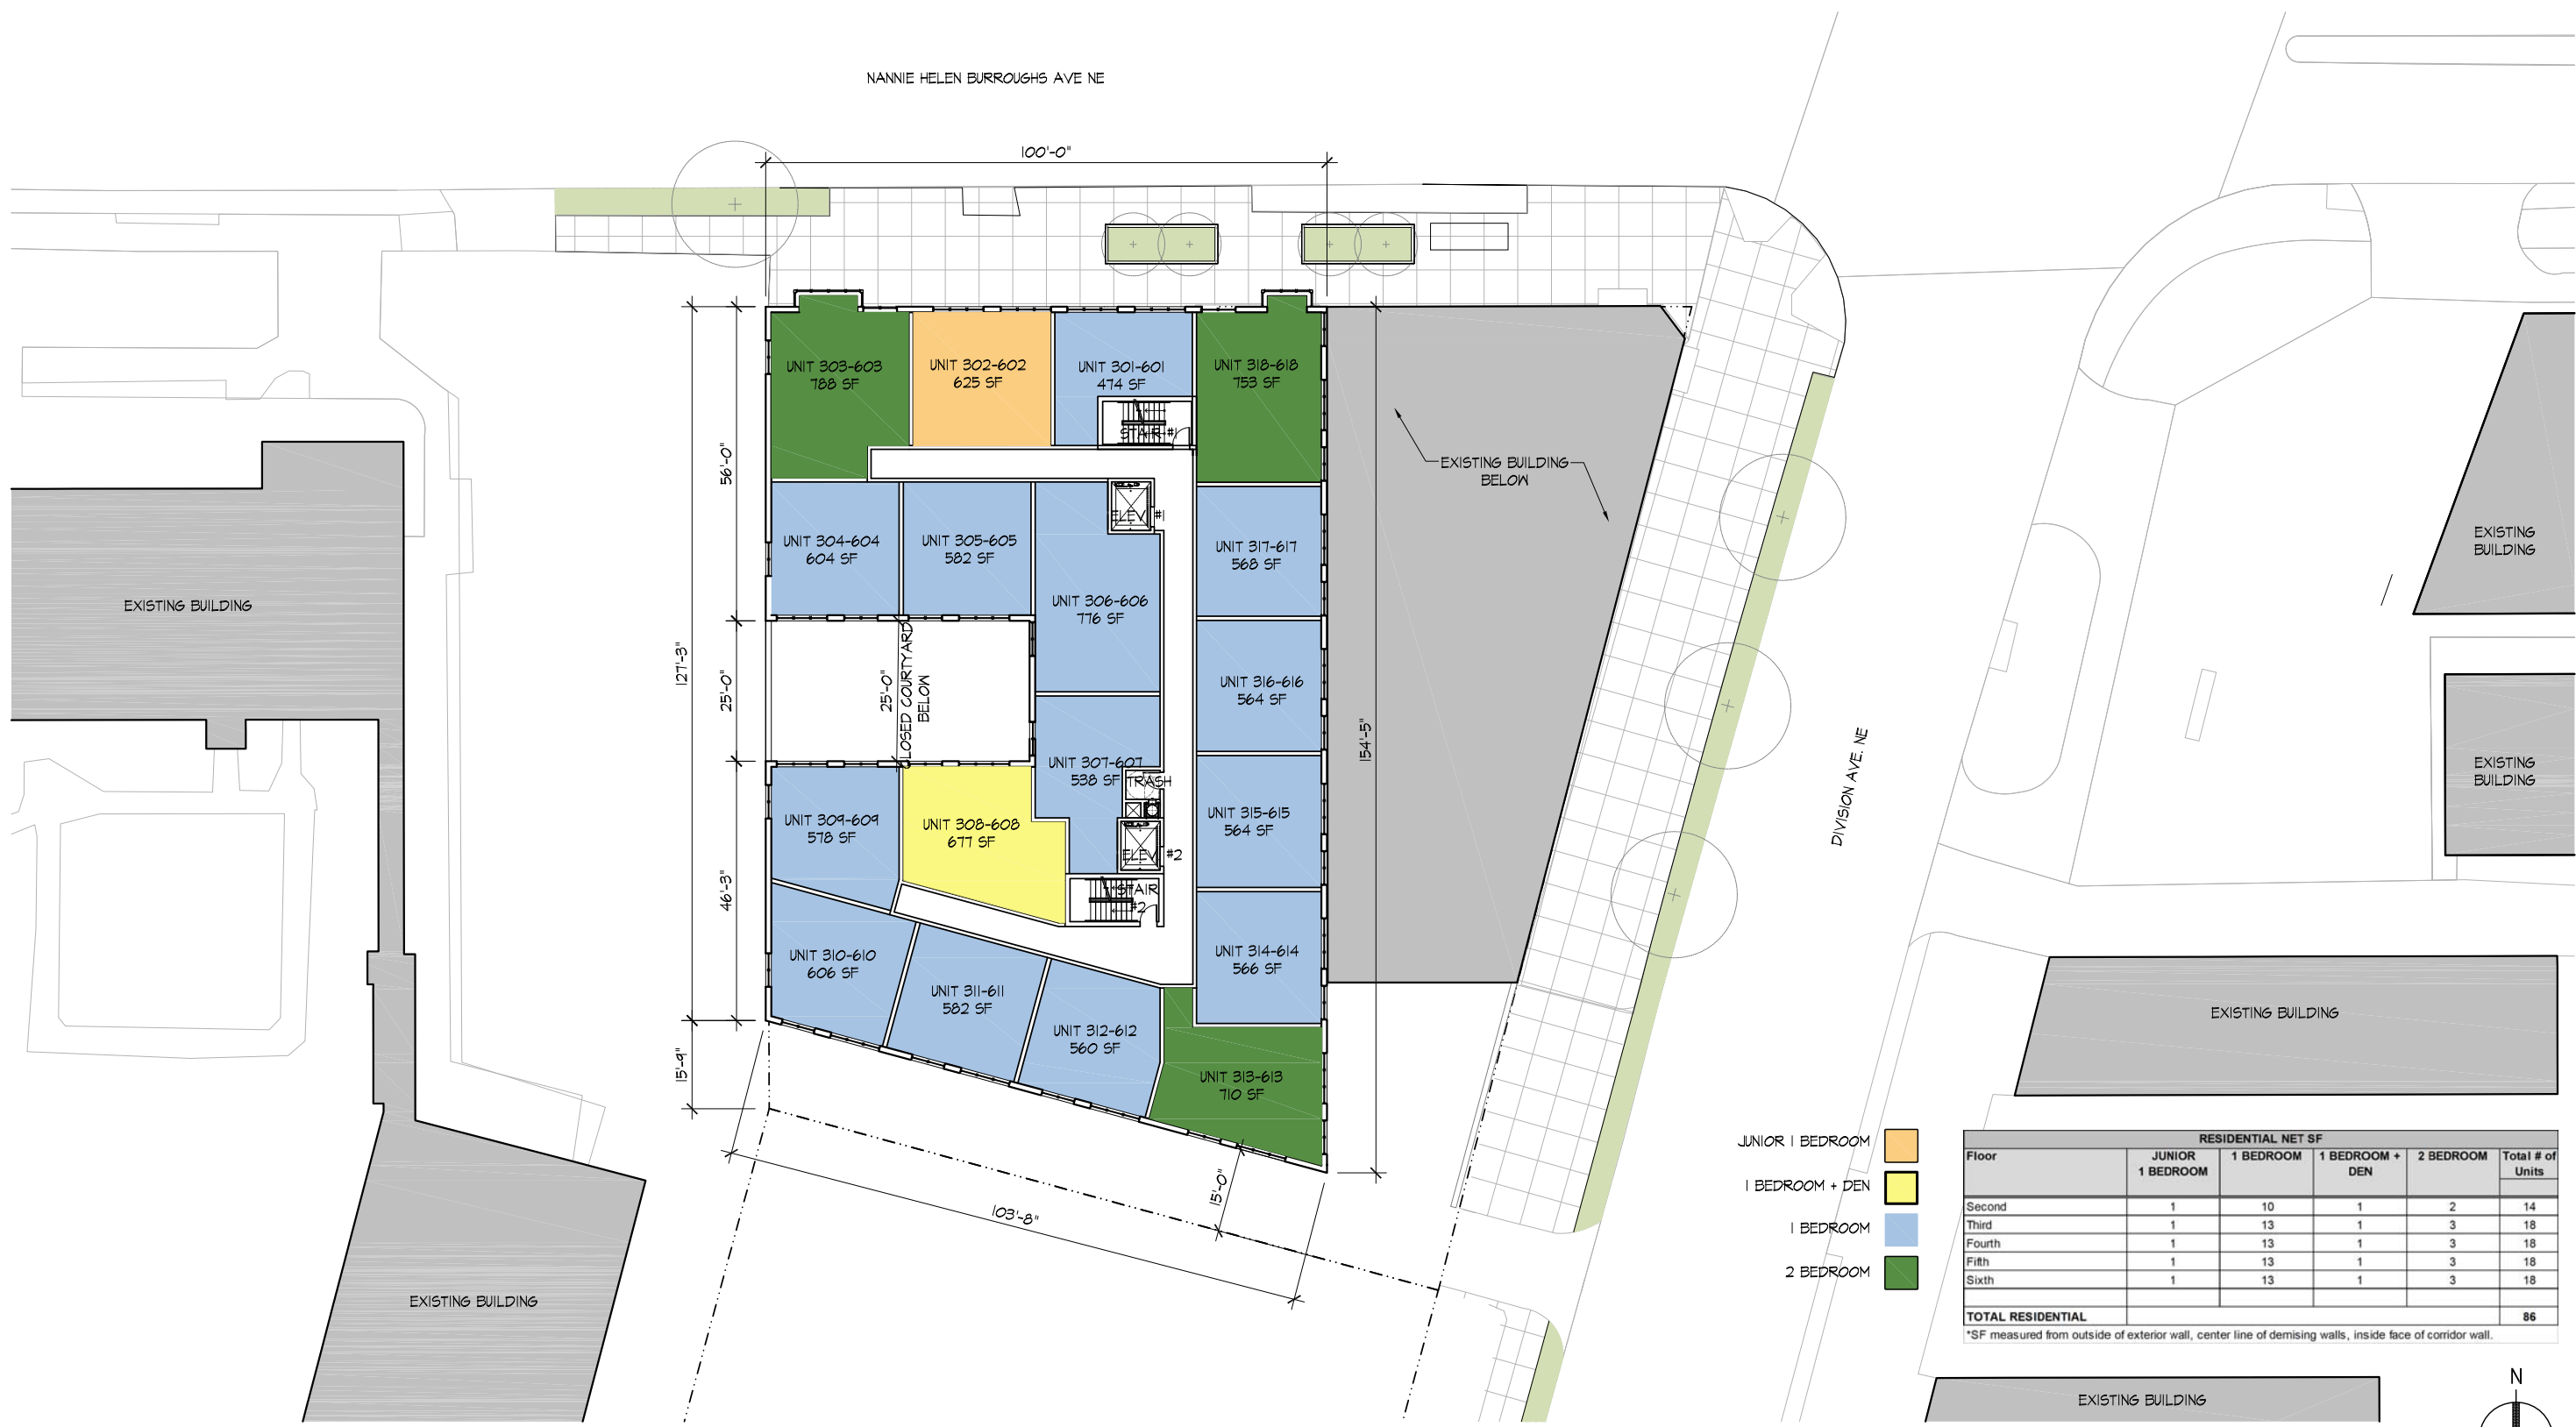 NANNIE HELEN BURROUGHS AVE NE
100'-0"
UNIT 303-603
788 SF
UNIT 302-602
625 SF
UNIT 301-601
474 SF
UNIT 318-618
753 SF
STAIR #1
56'-0"
EXISTING BUILDING
BELOW
ELEV. #1
UNIT 304-604
604 SF
UNIT 305-605
582 SF
UNIT 317-617
568 SF
EXISTING
BUILDING
EXISTING BUILDING
UNIT 306-606
776 SF
127'-3"
25'-0"
25'-0"
CLOSED COURTYARD
BELOW
UNIT 316-616
564 SF
154'-5"
DIVISION AVE. NE
EXISTING
BUILDING
UNIT 307-607
538 SF
TRASH
UNIT 309-609
578 SF
UNIT 308-608
677 SF
UNIT 315-615
564 SF
ELEV. #2
46'-3"
STAIR
#2
UNIT 310-610
606 SF
UNIT 314-614
566 SF
UNIT 311-611
582 SF
EXISTING BUILDING
UNIT 312-612
560 SF
15'-9"
UNIT 313-613
710 SF
15'-0"
103'-8"
EXISTING BUILDING
JUNIOR 1 BEDROOM
1 BEDROOM + DEN
1 BEDROOM
2 BEDROOM
RESIDENTIAL NET SF
Floor JUNIOR 1 BEDROOM 1 BEDROOM 1 BEDROOM + DEN 2 BEDROOM Total # of Units
Second 1 10 1 2 14
Third 1 13 1 3 18
Fourth 1 13 1 3 18
Fifth 1 13 1 3 18
Sixth 1 13 1 3 18
TOTAL RESIDENTIAL 86
*SF measured from outside of exterior wall, center line of demising walls, inside face of corridor wall.
N
EXISTING BUILDING